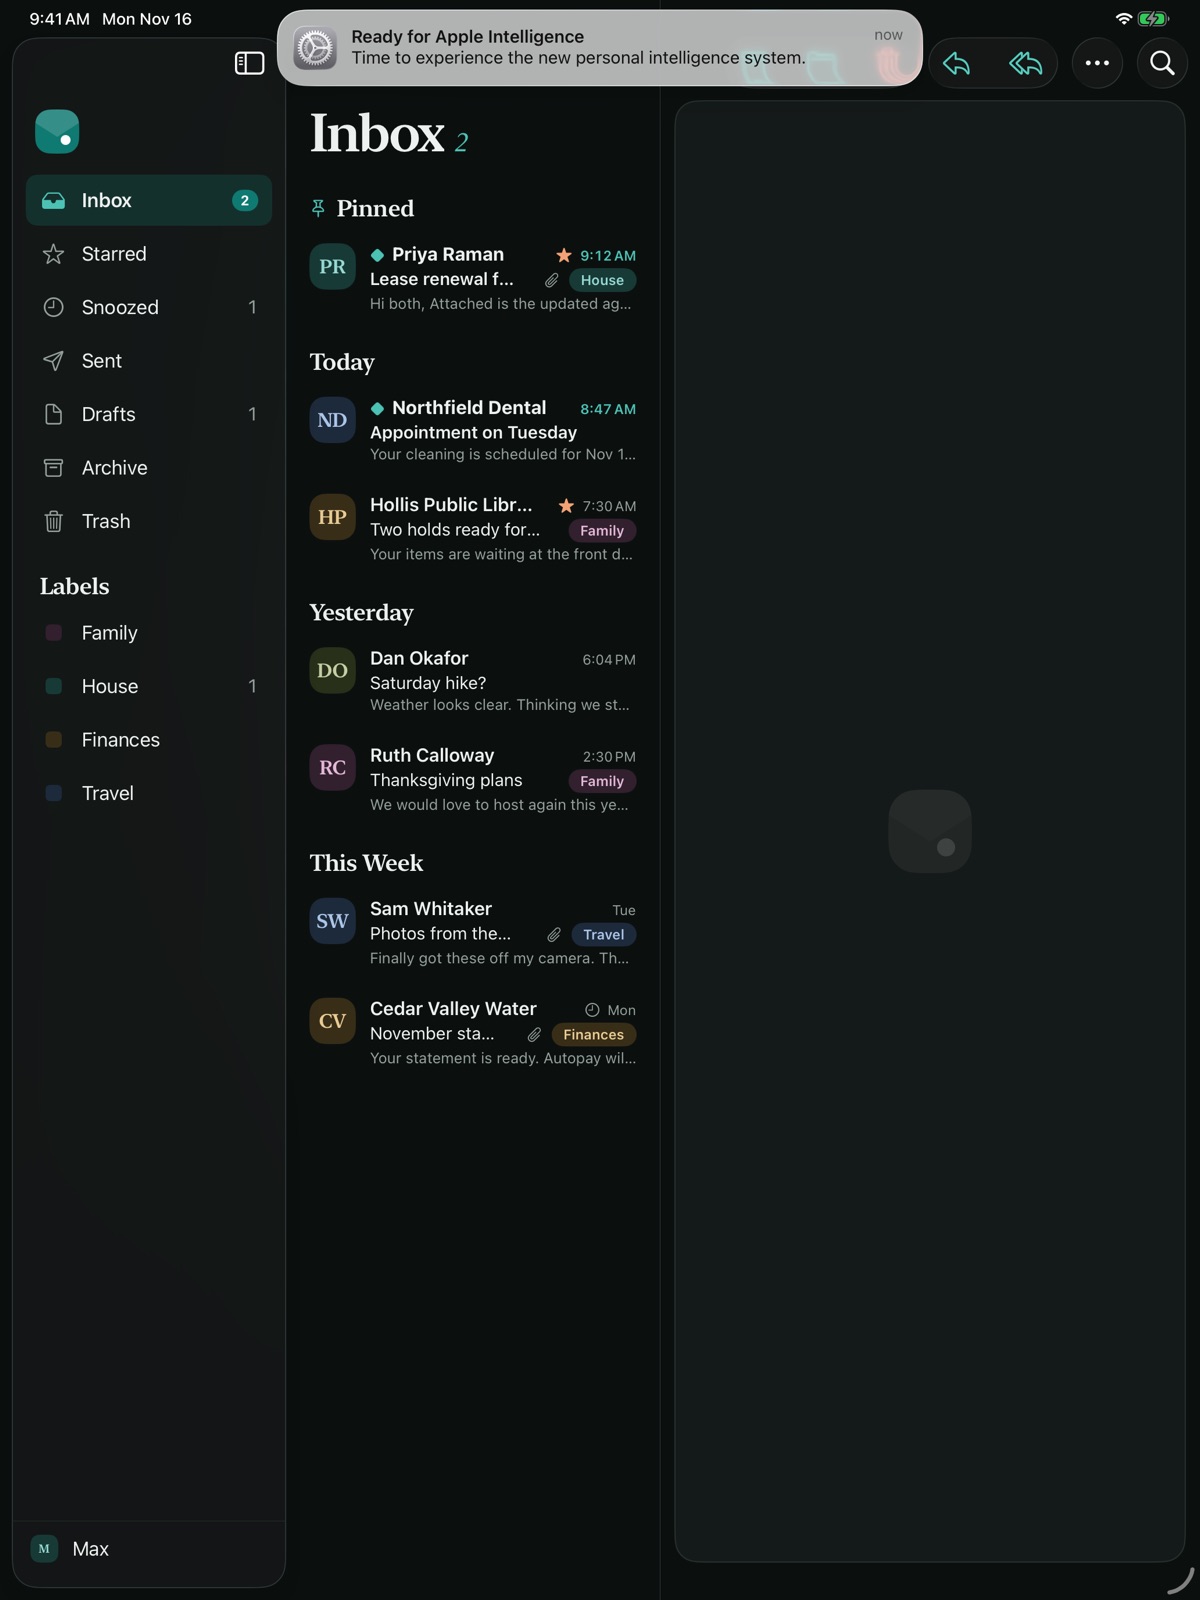 9:41 AM Mon Nov 16
Ready for Apple Intelligence
now
Time to experience the new personal intelligence system.
Inbox 2
Starred
Snoozed 1
Sent
Drafts 1
Archive
Trash
Labels
Family
House 1
Finances
Travel
M Max
Inbox 2
Pinned
PR
Priya Raman 9:12 AM
Lease renewal f... House
Hi both, Attached is the updated ag...
Today
ND
Northfield Dental 8:47 AM
Appointment on Tuesday
Your cleaning is scheduled for Nov 1...
HP
Hollis Public Libr... 7:30 AM
Two holds ready for... Family
Your items are waiting at the front d...
Yesterday
DO
Dan Okafor 6:04 PM
Saturday hike?
Weather looks clear. Thinking we st...
RC
Ruth Calloway 2:30 PM
Thanksgiving plans Family
We would love to host again this ye...
This Week
SW
Sam Whitaker Tue
Photos from the... Travel
Finally got these off my camera. Th...
CV
Cedar Valley Water Mon
November sta... Finances
Your statement is ready. Autopay wil...